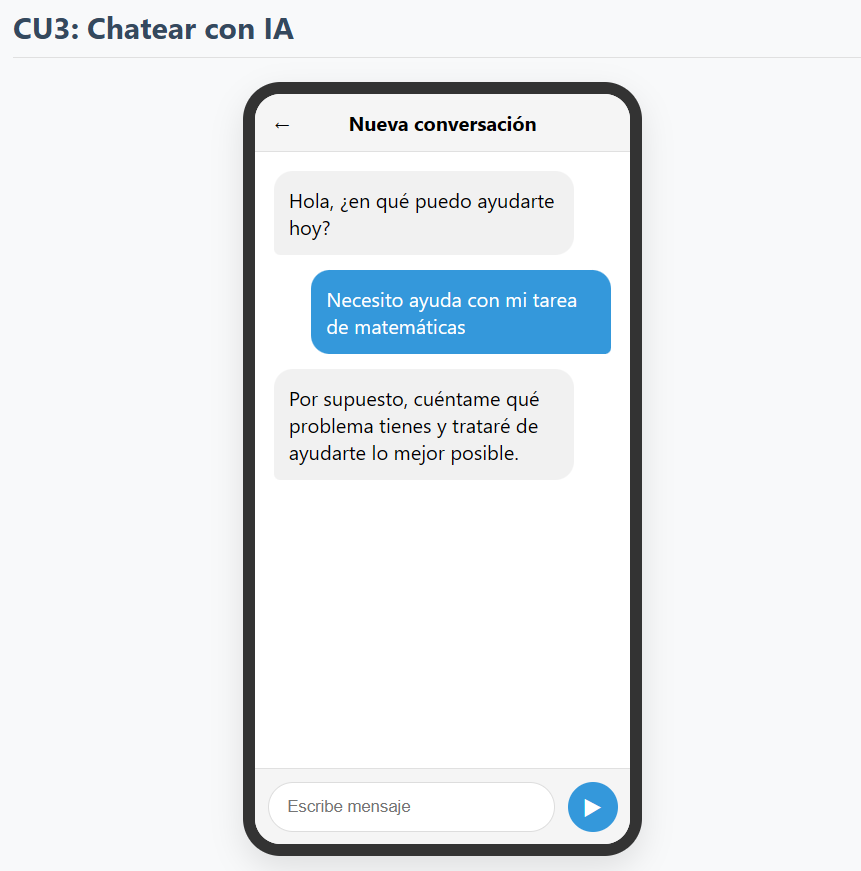 CU3: Chatear con IA
← Nueva conversación
Hola, ¿en qué puedo ayudarte
hoy?
Necesito ayuda con mi tarea
de matemáticas
Por supuesto, cuéntame qué
problema tienes y trataré de
ayudarte lo mejor posible.
Escribe mensaje